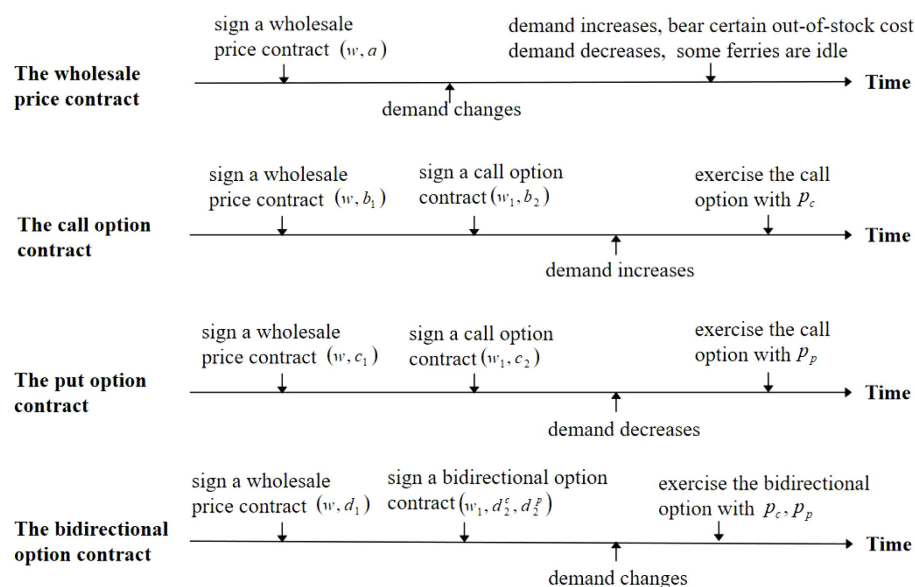 sign a wholesale
price contract (w, a)
demand increases, bear certain out-of-stock cost
demand decreases, some ferries are idle
The wholesale
price contract
Time
demand changes
sign a wholesale
price contract (w, b₁)
sign a call option
contract (w₁, b₂)
exercise the call
option with p_c
The call option
contract
Time
demand increases
sign a wholesale
price contract (w, c₁)
sign a call option
contract (w₁, c₂)
exercise the call
option with p_p
The put option
contract
Time
demand decreases
sign a wholesale
price contract (w, d₁)
sign a bidirectional option
contract (w₁, d₂^c, d₂^p)
exercise the bidirectional
option with p_c, p_p
The bidirectional
option contract
Time
demand changes